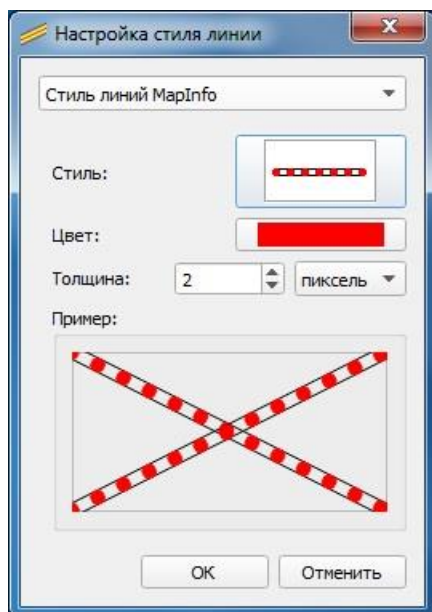 Настройка стиля линии
Стиль линий MapInfo
Стиль:
Цвет:
Толщина: 2 пиксель
Пример:
OK Отменить